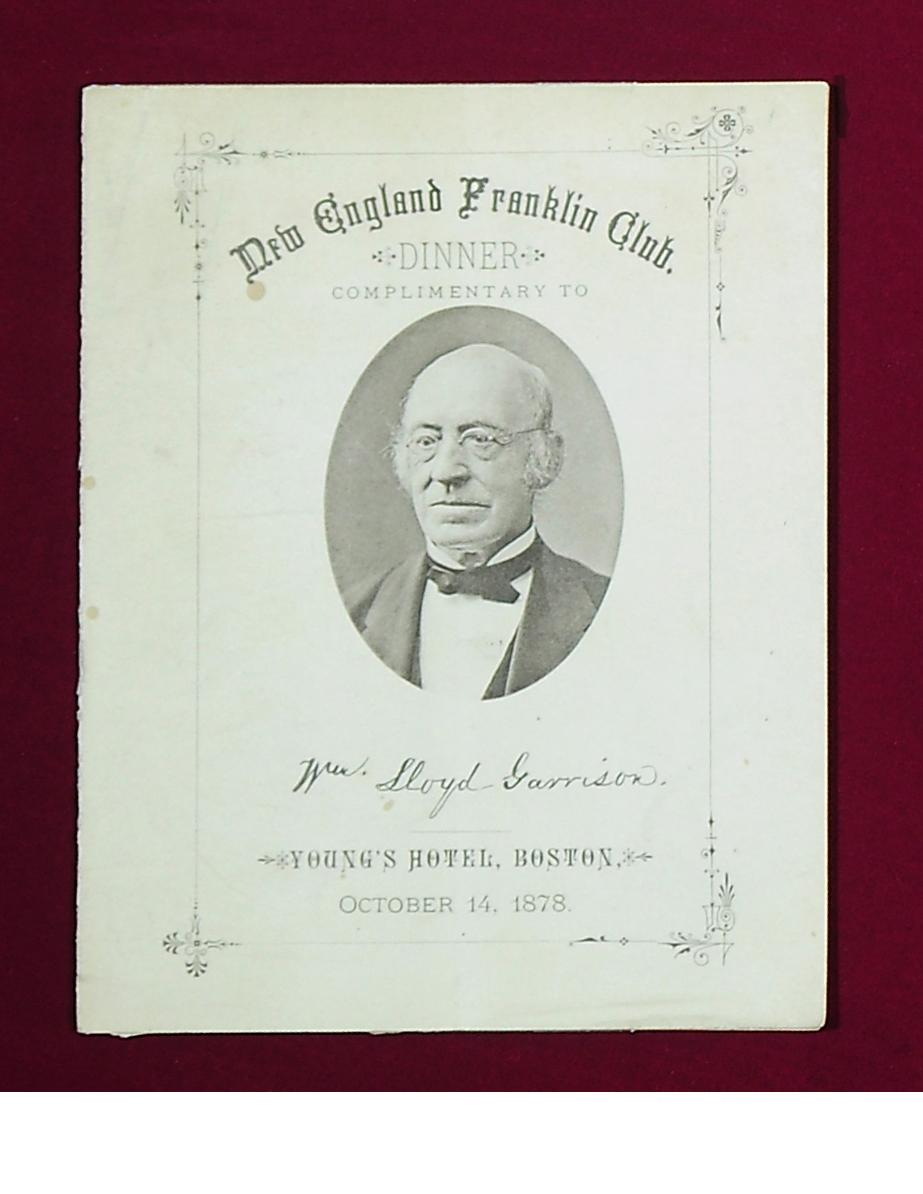 New England Franklin Club.
DINNER
COMPLIMENTARY TO
Wm. Lloyd Garrison.
YOUNG'S HOTEL, BOSTON,
OCTOBER 14, 1878.